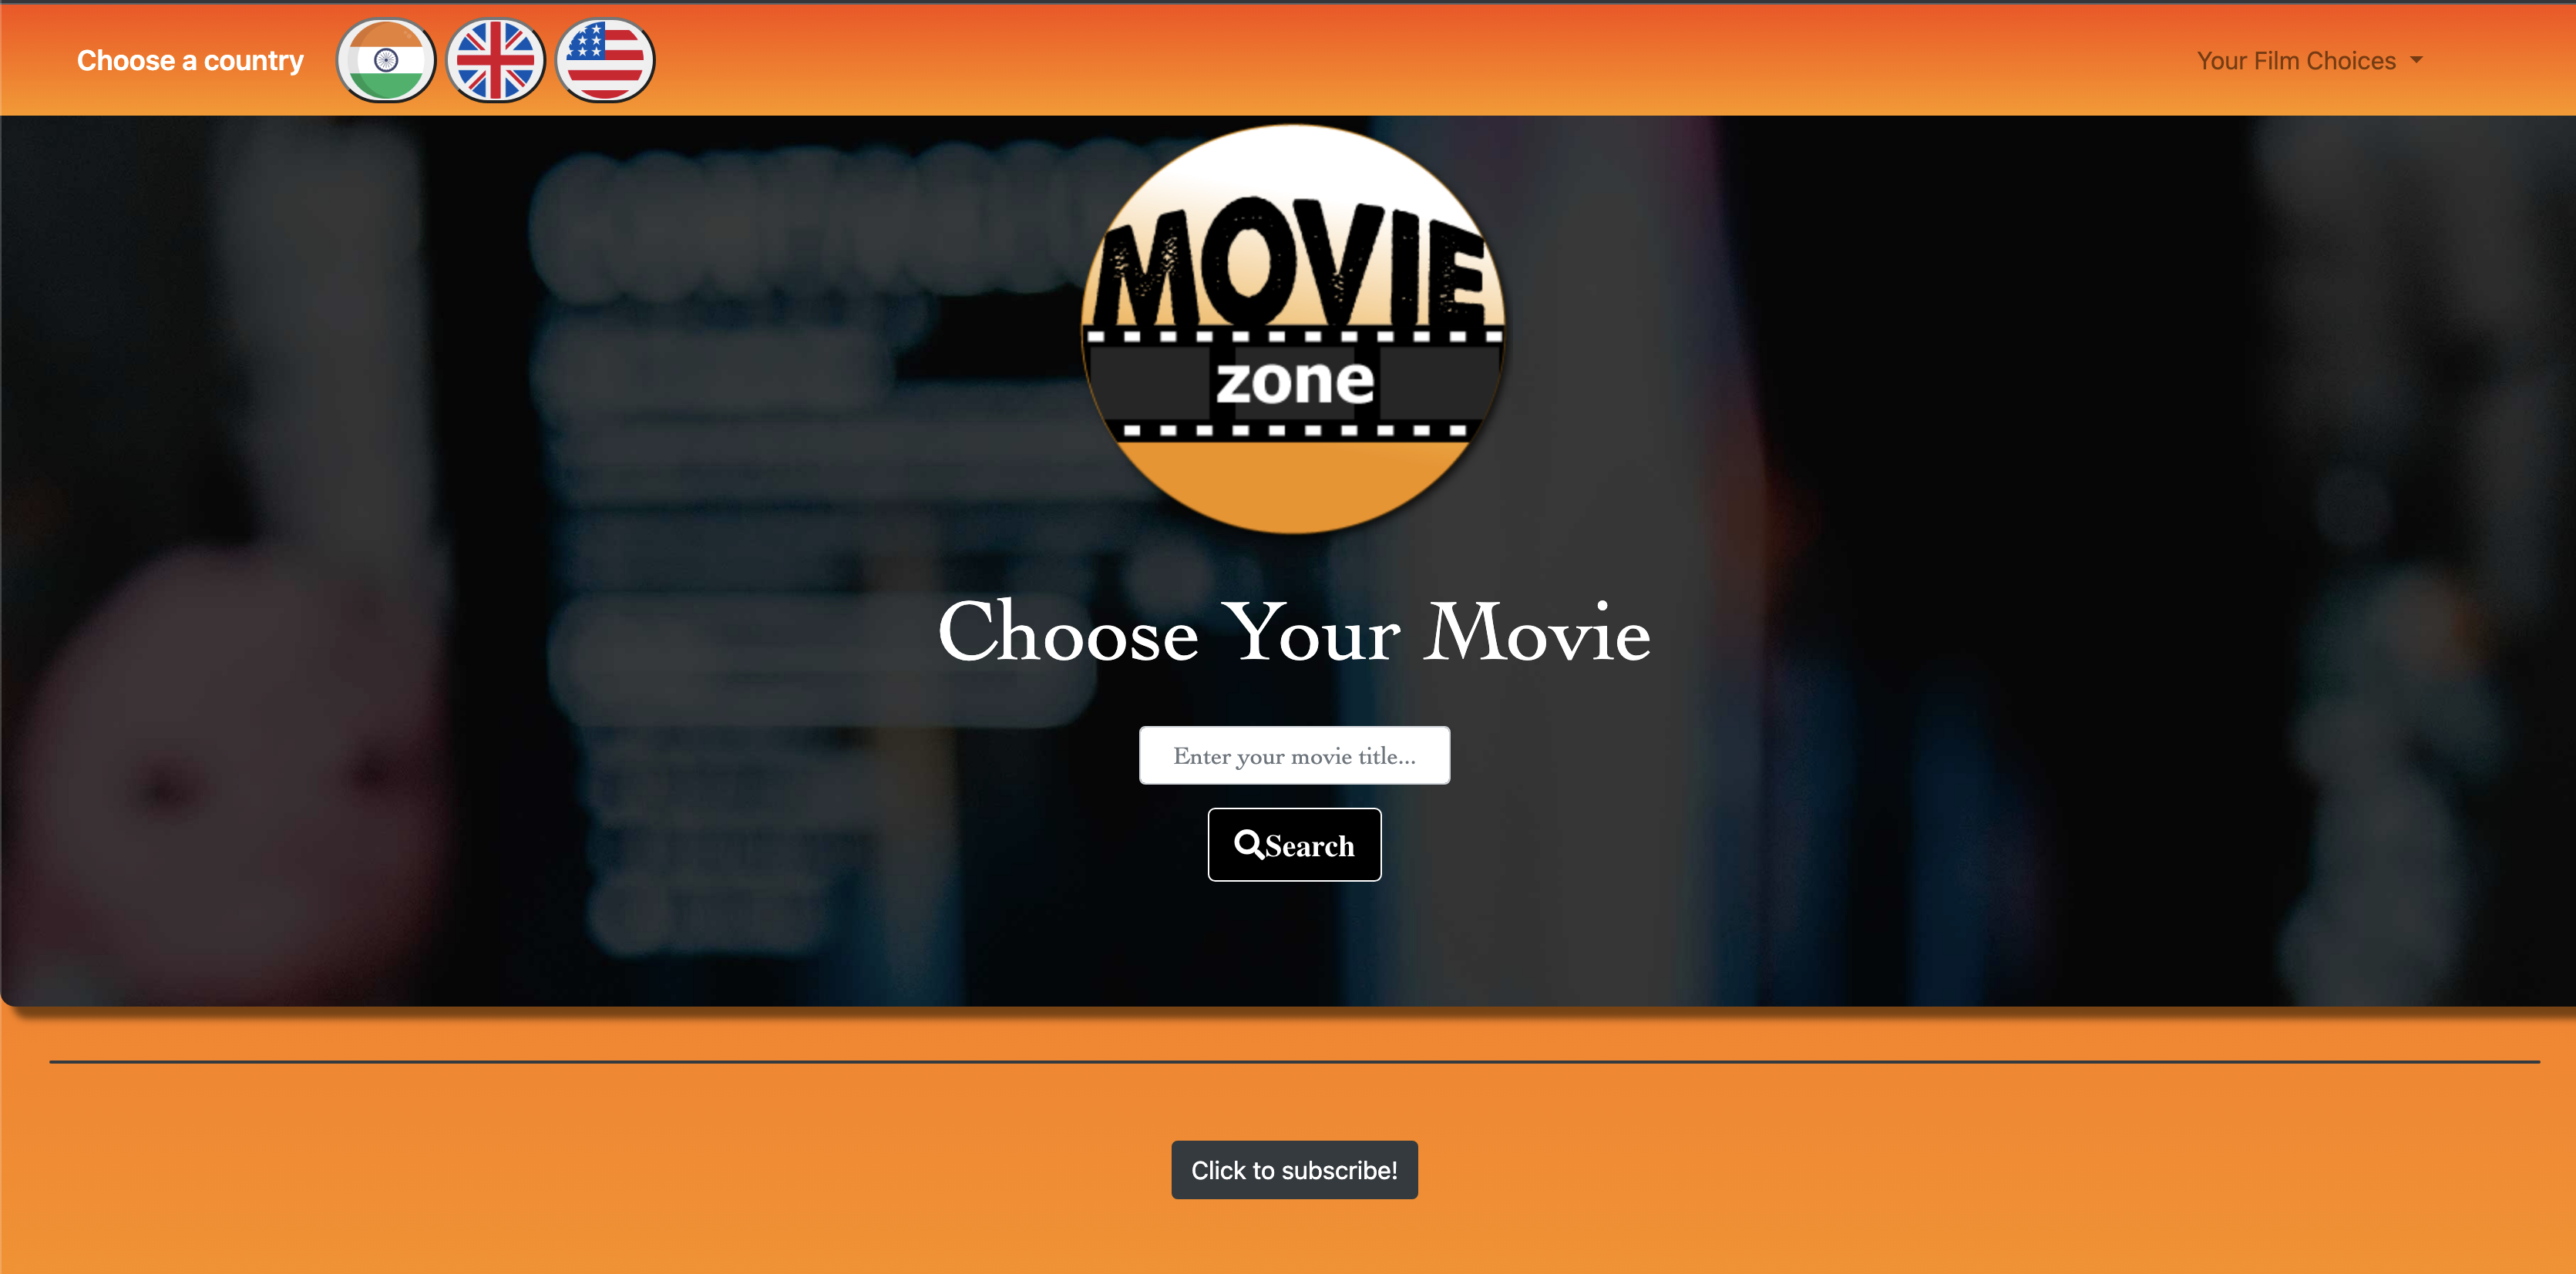 Choose a country
Your Film Choices
MOVIE
zone
Choose Your Movie
Enter your movie title...
Search
Click to subscribe!